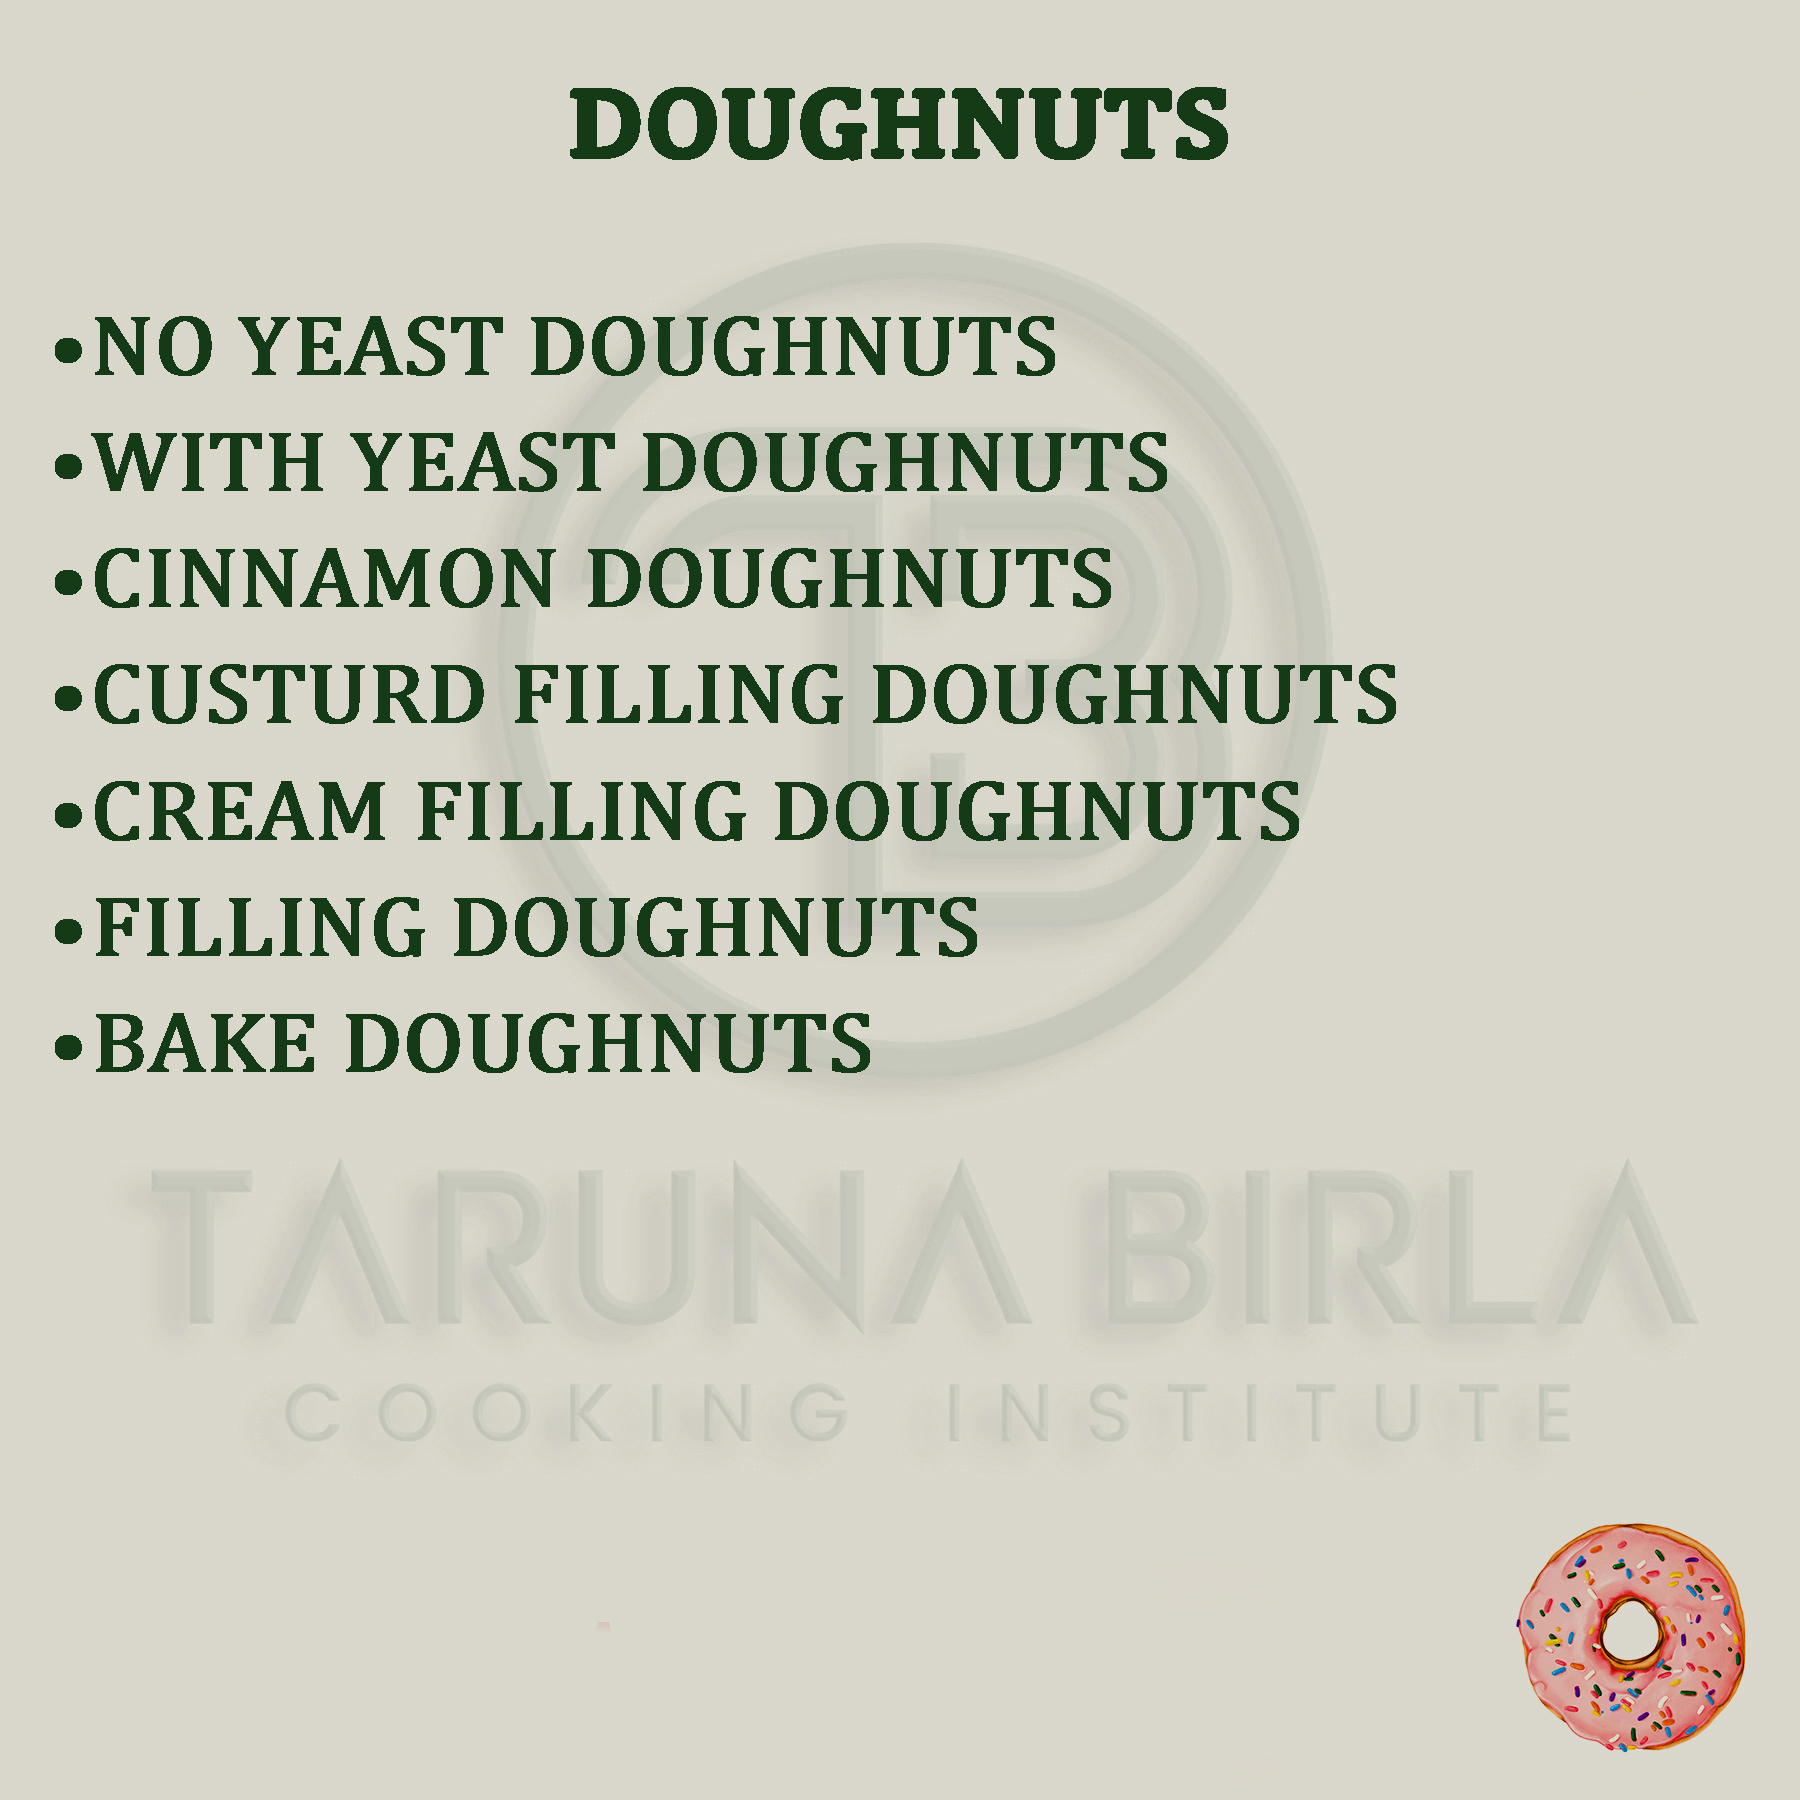 DOUGHNUTS
•NO YEAST DOUGHNUTS
•WITH YEAST DOUGHNUTS
•CINNAMON DOUGHNUTS
•CUSTURD FILLING DOUGHNUTS
•CREAM FILLING DOUGHNUTS
•FILLING DOUGHNUTS
•BAKE DOUGHNUTS
TARUNA BIRLA
COOKING INSTITUTE